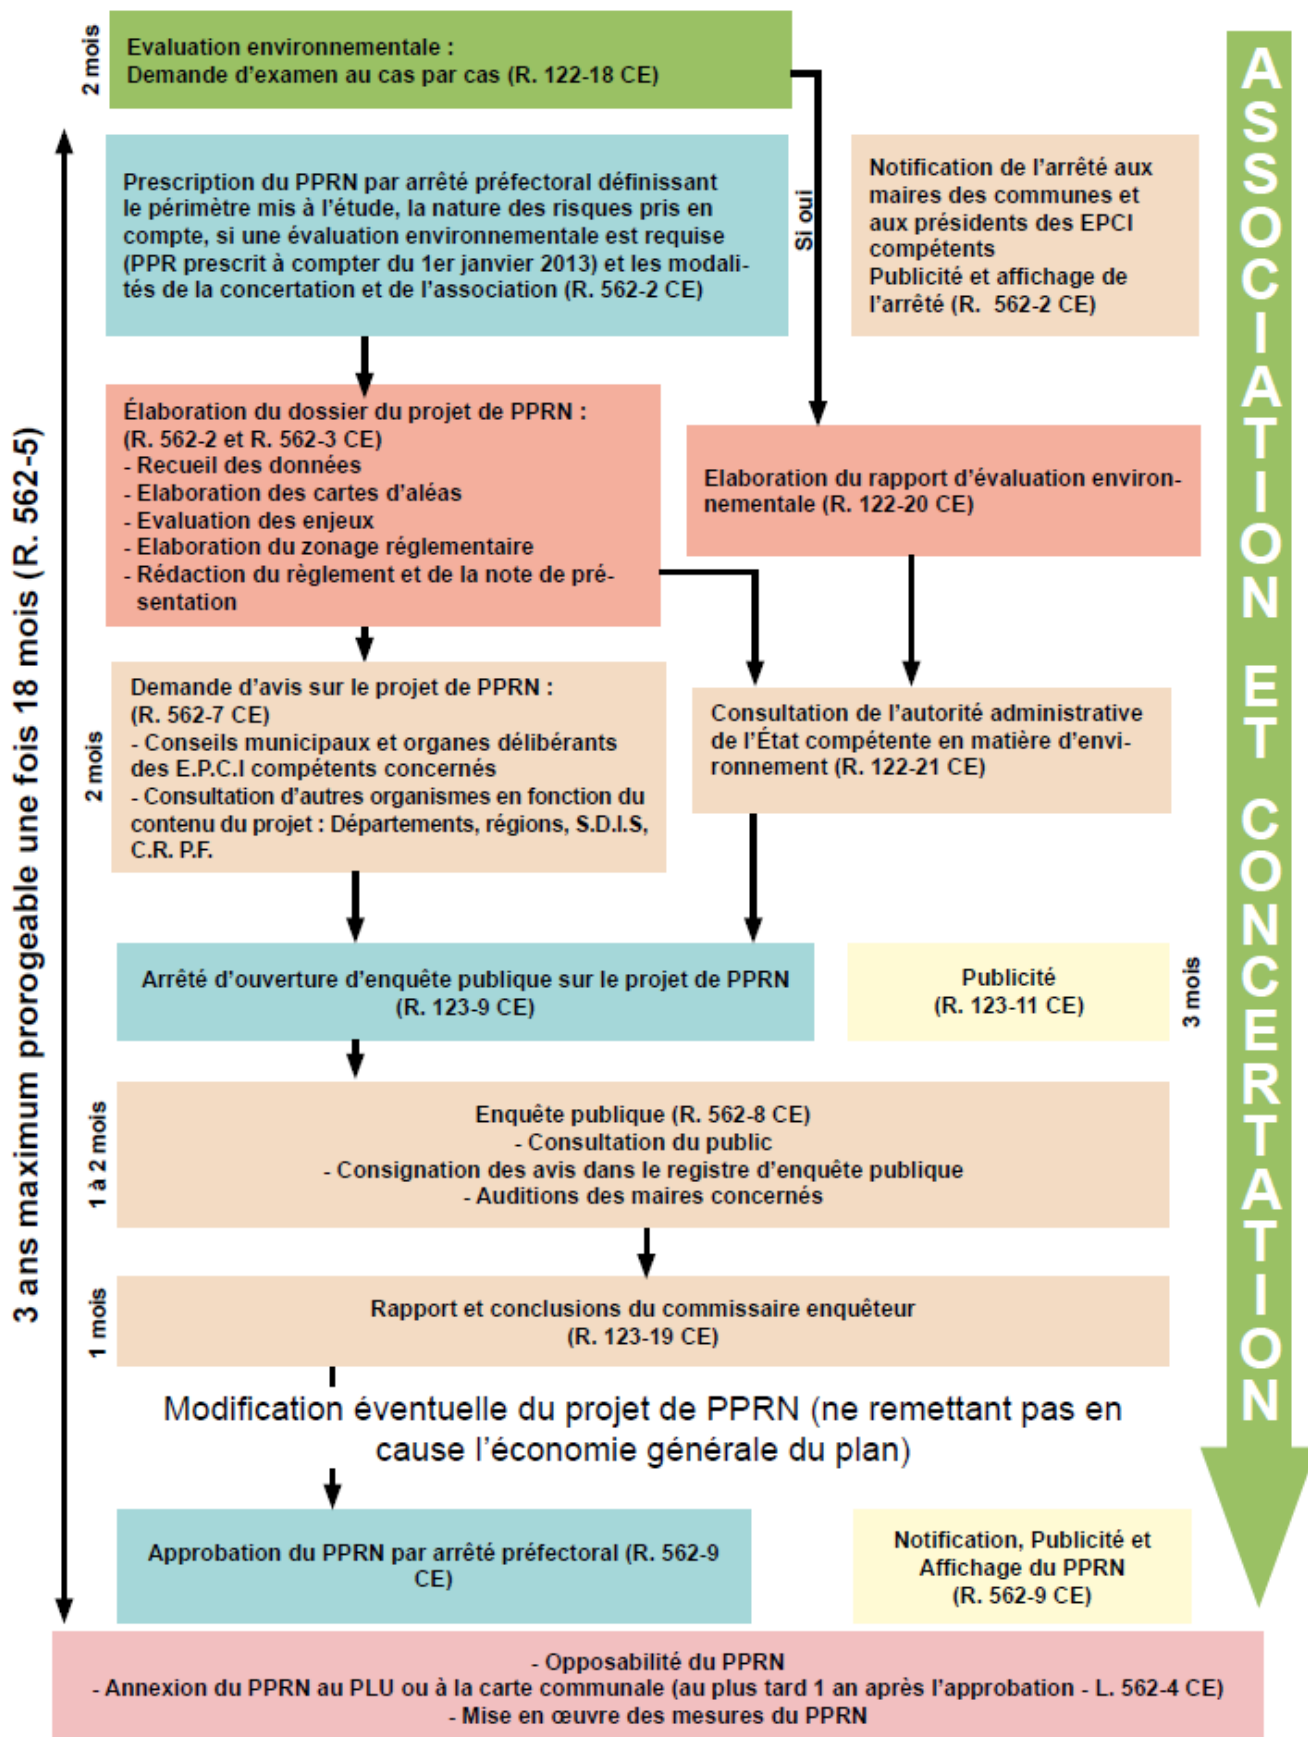 2 mois
Evaluation environnementale :
Demande d'examen au cas par cas (R. 122-18 CE)
3 ans maximum prorogeable une fois 18 mois (R. 562-5)
Prescription du PPRN par arrêté préfectoral définissant
le périmètre mis à l'étude, la nature des risques pris en
compte, si une évaluation environnementale est requise
(PPR prescrit à compter du 1er janvier 2013) et les modali-
tés de la concertation et de l'association (R. 562-2 CE)
Si oui
Notification de l'arrêté aux
maires des communes et
aux présidents des EPCI
compétents
Publicité et affichage de
l'arrêté (R. 562-2 CE)
ASSOCIATION ET CONCERTATION
Élaboration du dossier du projet de PPRN :
(R. 562-2 et R. 562-3 CE)
- Recueil des données
- Elaboration des cartes d'aléas
- Evaluation des enjeux
- Elaboration du zonage réglementaire
- Rédaction du règlement et de la note de pré-
sentation
Elaboration du rapport d'évaluation environ-
nementale (R. 122-20 CE)
2 mois
Demande d'avis sur le projet de PPRN :
(R. 562-7 CE)
- Conseils municipaux et organes délibérants
des E.P.C.I compétents concernés
- Consultation d'autres organismes en fonction du
contenu du projet : Départements, régions, S.D.I.S,
C.R. P.F.
Consultation de l'autorité administrative
de l'État compétente en matière d'envi-
ronnement (R. 122-21 CE)
Arrêté d'ouverture d'enquête publique sur le projet de PPRN
(R. 123-9 CE)
Publicité
(R. 123-11 CE)
3 mois
1 à 2 mois
Enquête publique (R. 562-8 CE)
- Consultation du public
- Consignation des avis dans le registre d'enquête publique
- Auditions des maires concernés
1 mois
Rapport et conclusions du commissaire enquêteur
(R. 123-19 CE)
Modification éventuelle du projet de PPRN (ne remettant pas en
cause l'économie générale du plan)
Approbation du PPRN par arrêté préfectoral (R. 562-9
CE)
Notification, Publicité et
Affichage du PPRN
(R. 562-9 CE)
- Opposabilité du PPRN
- Annexion du PPRN au PLU ou à la carte communale (au plus tard 1 an après l'approbation - L. 562-4 CE)
- Mise en œuvre des mesures du PPRN